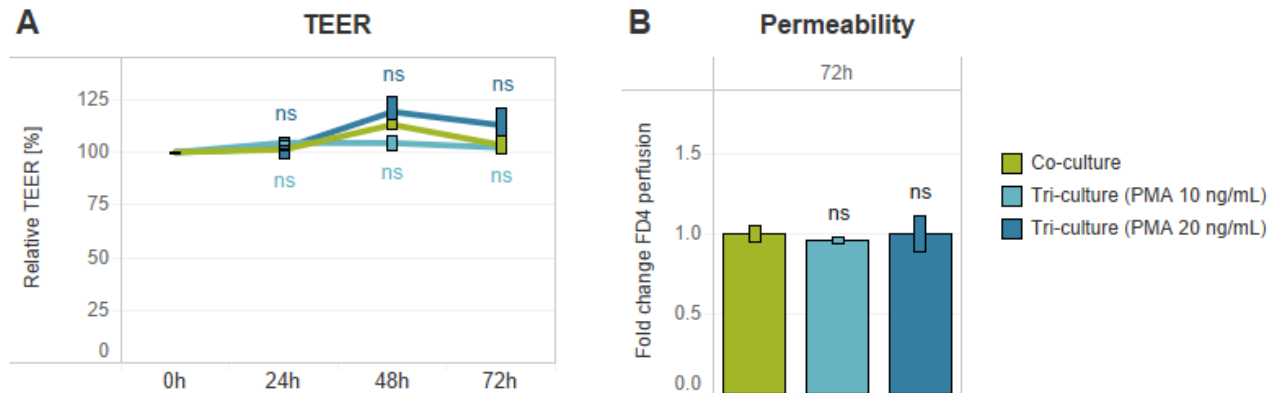 A
TEER
Relative TEER [%]
125
100
75
50
25
0
ns
ns
ns
ns
ns
ns
0h
24h
48h
72h
B
Permeability
72h
Fold change FD4 perfusion
1.5
1.0
0.5
0.0
ns
ns
Co-culture
Tri-culture (PMA 10 ng/mL)
Tri-culture (PMA 20 ng/mL)